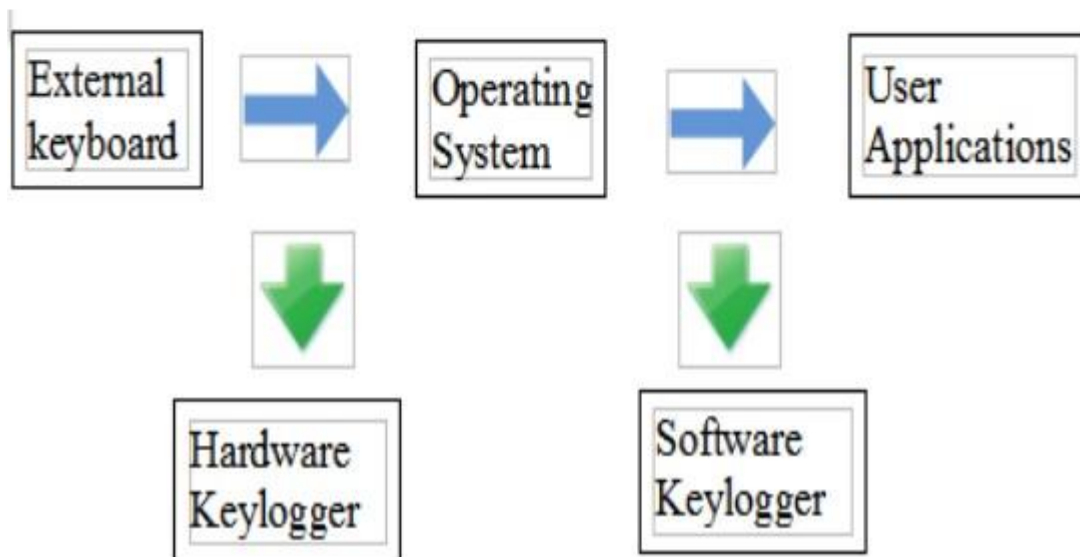 External
keyboard
Operating
System
User
Applications
Hardware
Keylogger
Software
Keylogger